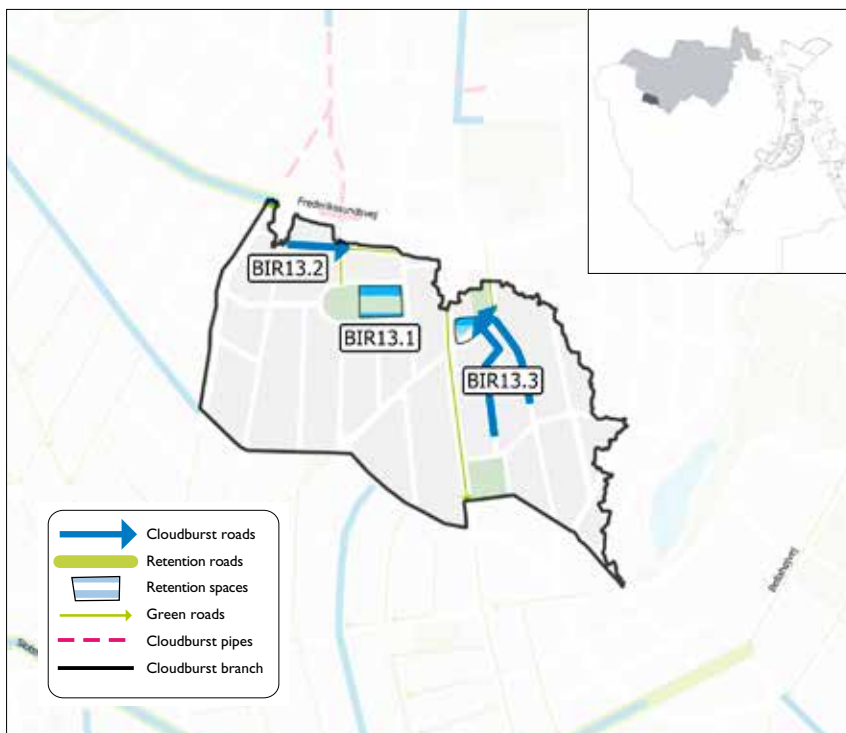 Frederikssundsvej
BIR13.2
BIR13.1
BIR13.3
Bellahøjvej
Cloudburst roads
Retention roads
Retention spaces
Green roads
Cloudburst pipes
Cloudburst branch